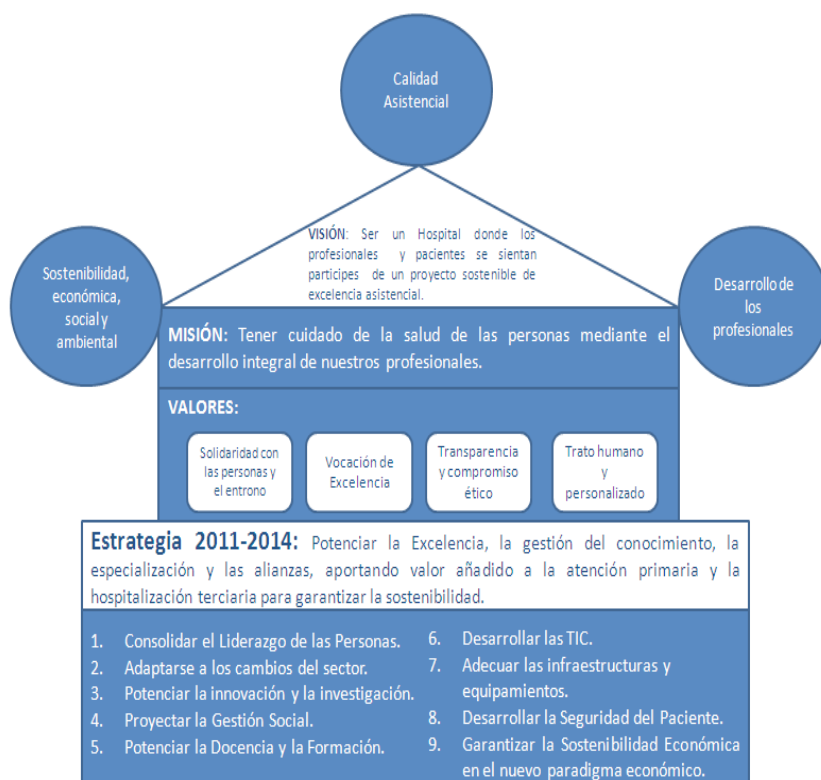 Calidad
Asistencial
VISIÓN: Ser un Hospital donde los
profesionales y pacientes se sientan
participes de un proyecto sostenible de
excelencia asistencial.
Sostenibilidad,
económica,
social y
ambiental
Desarrollo de
los
profesionales
MISIÓN: Tener cuidado de la salud de las personas mediante el
desarrollo integral de nuestros profesionales.
VALORES:
Solidaridad con
las personas y
el entrono
Vocación de
Excelencia
Transparencia
y compromiso
ético
Trato humano
y
personalizado
Estrategia 2011-2014: Potenciar la Excelencia, la gestión del conocimiento, la
especialización y las alianzas, aportando valor añadido a la atención primaria y la
hospitalización terciaria para garantizar la sostenibilidad.
1. Consolidar el Liderazgo de las Personas.
2. Adaptarse a los cambios del sector.
3. Potenciar la innovación y la investigación.
4. Proyectar la Gestión Social.
5. Potenciar la Docencia y la Formación.
6. Desarrollar las TIC.
7. Adecuar las infraestructuras y
equipamientos.
8. Desarrollar la Seguridad del Paciente.
9. Garantizar la Sostenibilidad Económica
en el nuevo paradigma económico.